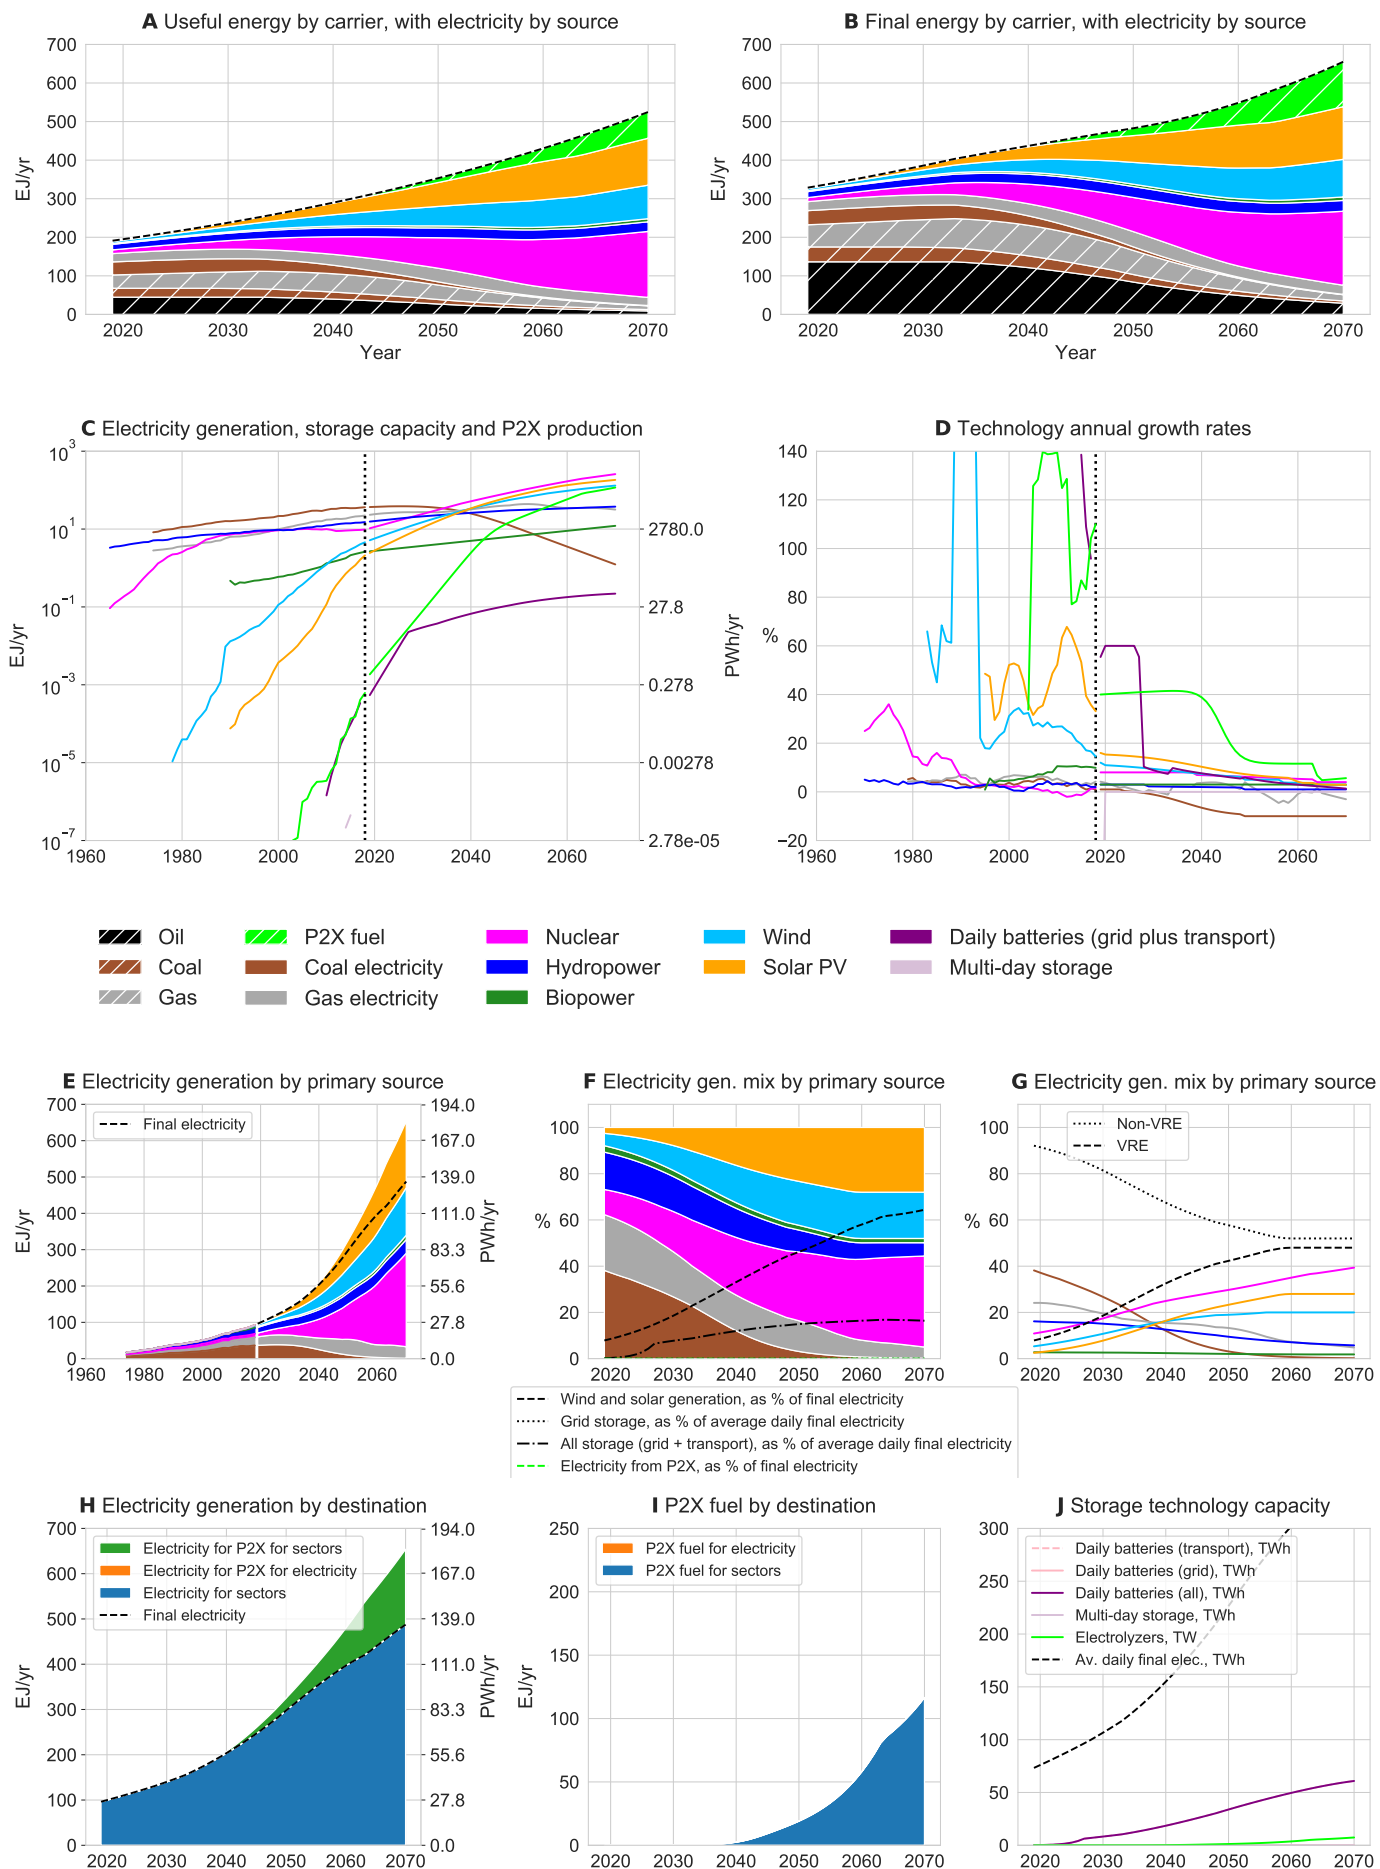 A Useful energy by carrier, with electricity by source
700
600
500
400
300
200
100
0
EJ/yr
2020 2030 2040 2050 2060 2070
Year
B Final energy by carrier, with electricity by source
700
600
500
400
300
200
100
0
EJ/yr
2020 2030 2040 2050 2060 2070
Year
C Electricity generation, storage capacity and P2X production
10^3
10^1
10^−1
10^−3
10^−5
10^−7
EJ/yr
2780.0
27.8
0.278
0.00278
2.78e-05
PWh/yr
1960 1980 2000 2020 2040 2060
D Technology annual growth rates
140
120
100
80
60
40
20
0
−20
%
1960 1980 2000 2020 2040 2060
Oil P2X fuel Nuclear Wind Daily batteries (grid plus transport)
Coal Coal electricity Hydropower Solar PV Multi-day storage
Gas Gas electricity Biopower
E Electricity generation by primary source
700
600
500
400
300
200
100
0
EJ/yr
Final electricity
194.0
167.0
139.0
111.0
83.3
55.6
27.8
0.0
PWh/yr
1960 1980 2000 2020 2040 2060
F Electricity gen. mix by primary source
100
80
60
40
20
0
%
2020 2030 2040 2050 2060 2070
Wind and solar generation, as % of final electricity
Grid storage, as % of average daily final electricity
All storage (grid + transport), as % of average daily final electricity
Electricity from P2X, as % of final electricity
G Electricity gen. mix by primary source
100
80
60
40
20
0
%
Non-VRE
VRE
2020 2030 2040 2050 2060 2070
H Electricity generation by destination
700
600
500
400
300
200
100
0
EJ/yr
Electricity for P2X for sectors
Electricity for P2X for electricity
Electricity for sectors
Final electricity
194.0
167.0
139.0
111.0
83.3
55.6
27.8
0.0
PWh/yr
2020 2030 2040 2050 2060 2070
I P2X fuel by destination
250
200
150
100
50
0
EJ/yr
P2X fuel for electricity
P2X fuel for sectors
2020 2030 2040 2050 2060 2070
J Storage technology capacity
300
250
200
150
100
50
0
Daily batteries (transport), TWh
Daily batteries (grid), TWh
Daily batteries (all), TWh
Multi-day storage, TWh
Electrolyzers, TW
Av. daily final elec., TWh
2020 2030 2040 2050 2060 2070